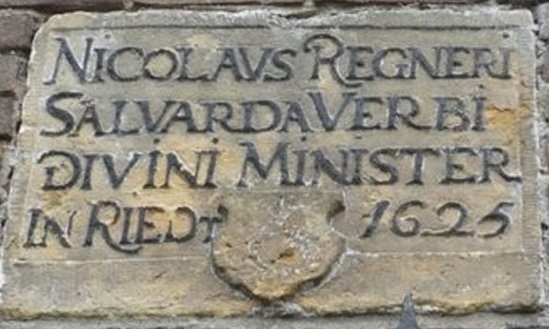 NICOLAVS REGNERI
SALVARDA VERBI
DIVINI MINISTER
IN RIEDT 1625